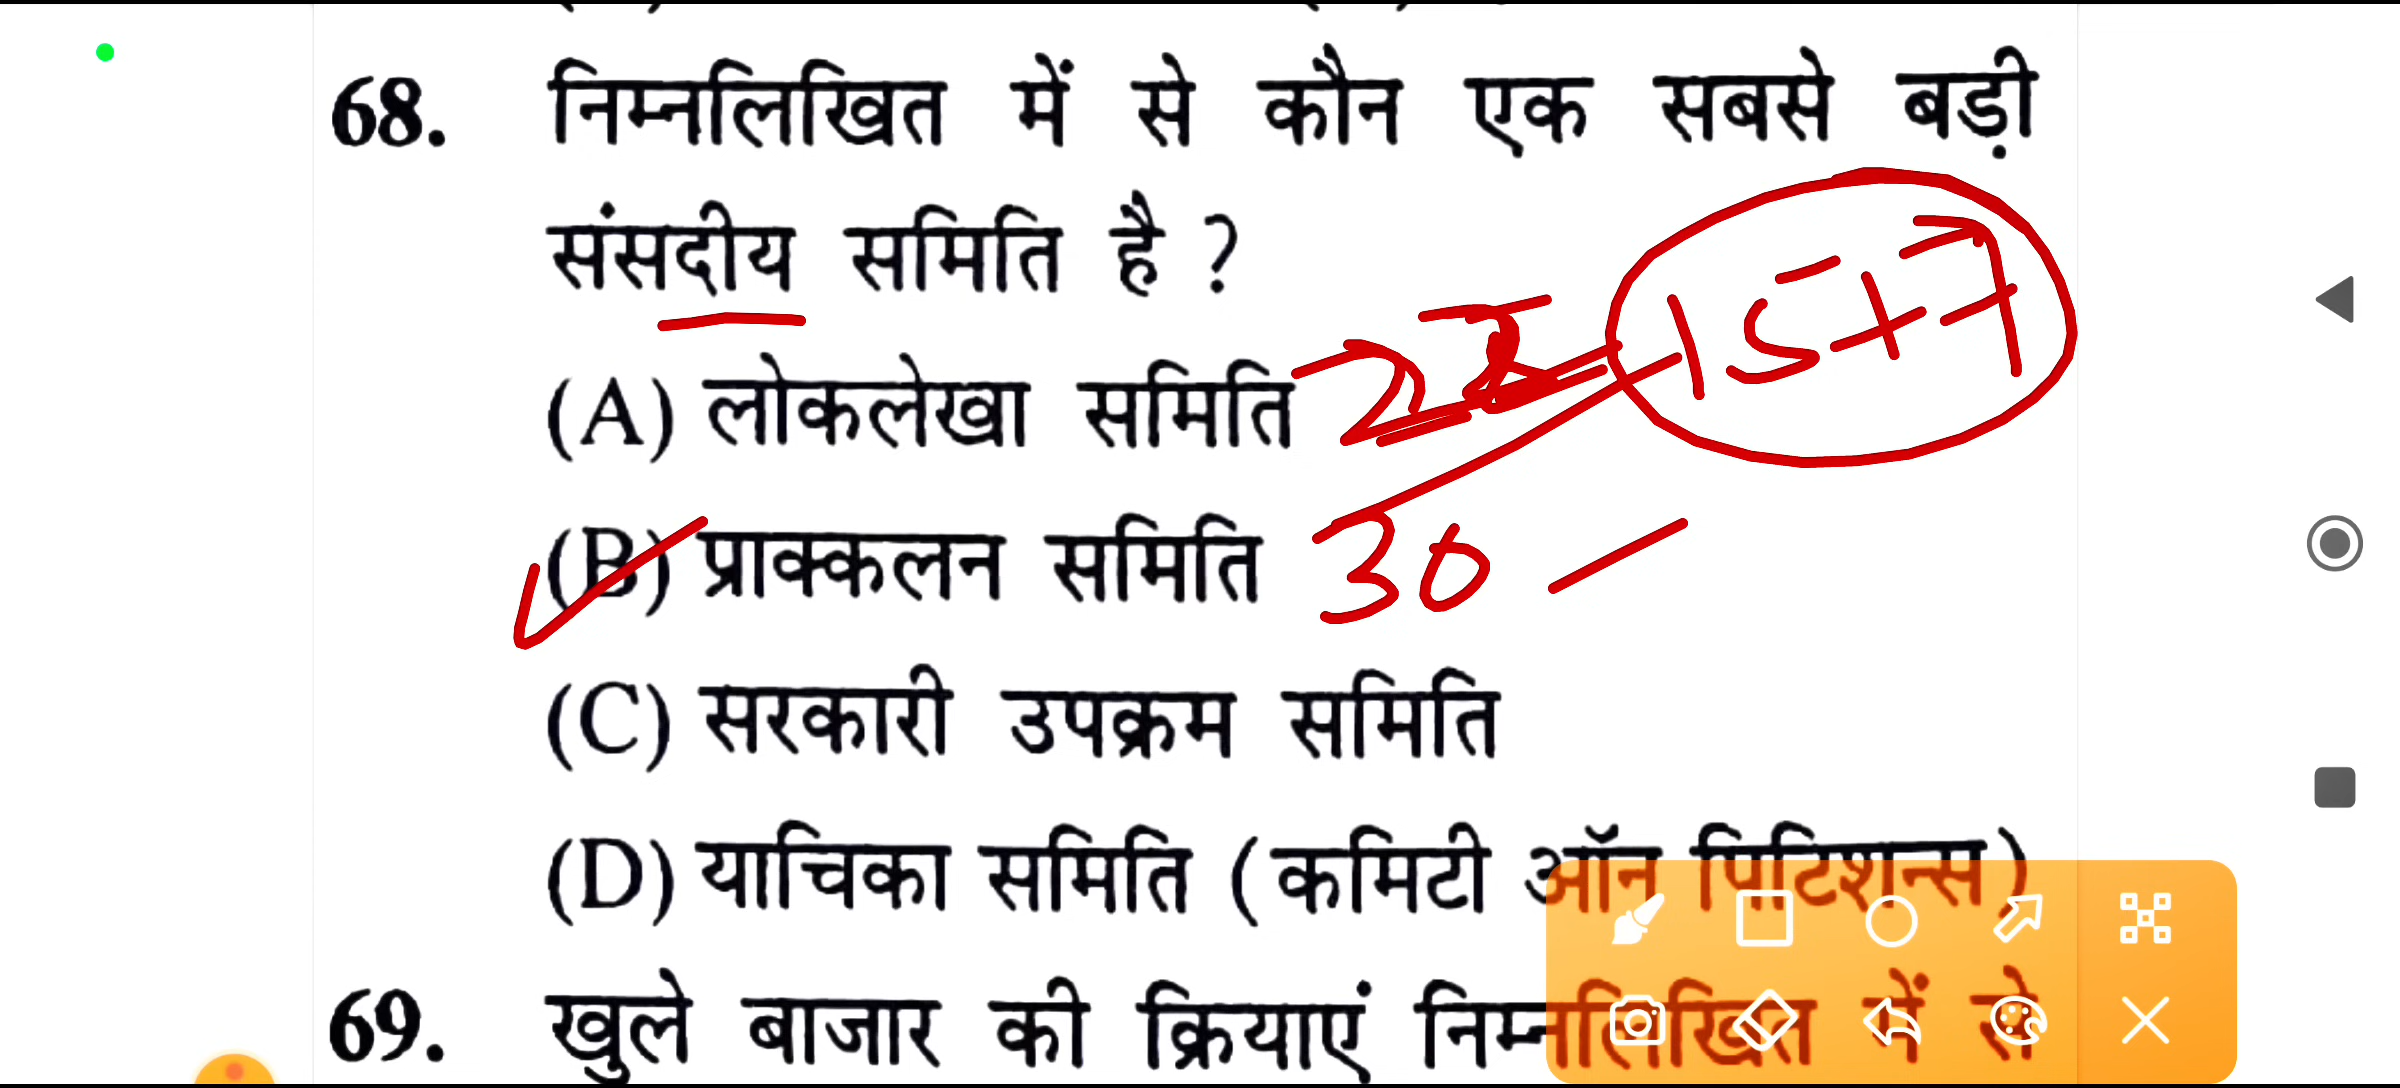 68. निम्नलिखित में से कौन एक सबसे बड़ी
संसदीय समिति है ?
(A) लोकलेखा समिति 22 15+7
(B) प्राक्कलन समिति 30
(C) सरकारी उपक्रम समिति
(D) याचिका समिति (कमिटी ऑन पिटिशन्स)
69. खुले बाजार की क्रियाएं निम्नलिखित में से